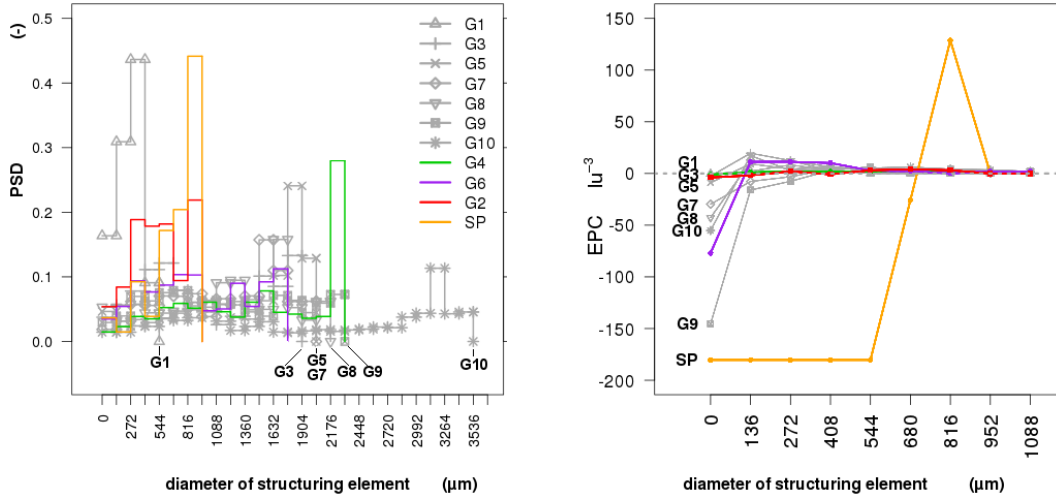 PSD (-)
0.5
0.4
0.3
0.2
0.1
0.0
G1
G3
G5
G7
G8
G9
G10
G4
G6
G2
SP
G1
G3
G5
G7
G8
G9
G10
0
272
544
816
1088
1360
1632
1904
2176
2448
2720
2992
3264
3536
diameter of structuring element (µm)
EPC lu⁻³
150
100
50
0
-50
-100
-150
-200
G1
G3
G5
G7
G8
G10
G9
SP
0
136
272
408
544
680
816
952
1088
diameter of structuring element (µm)